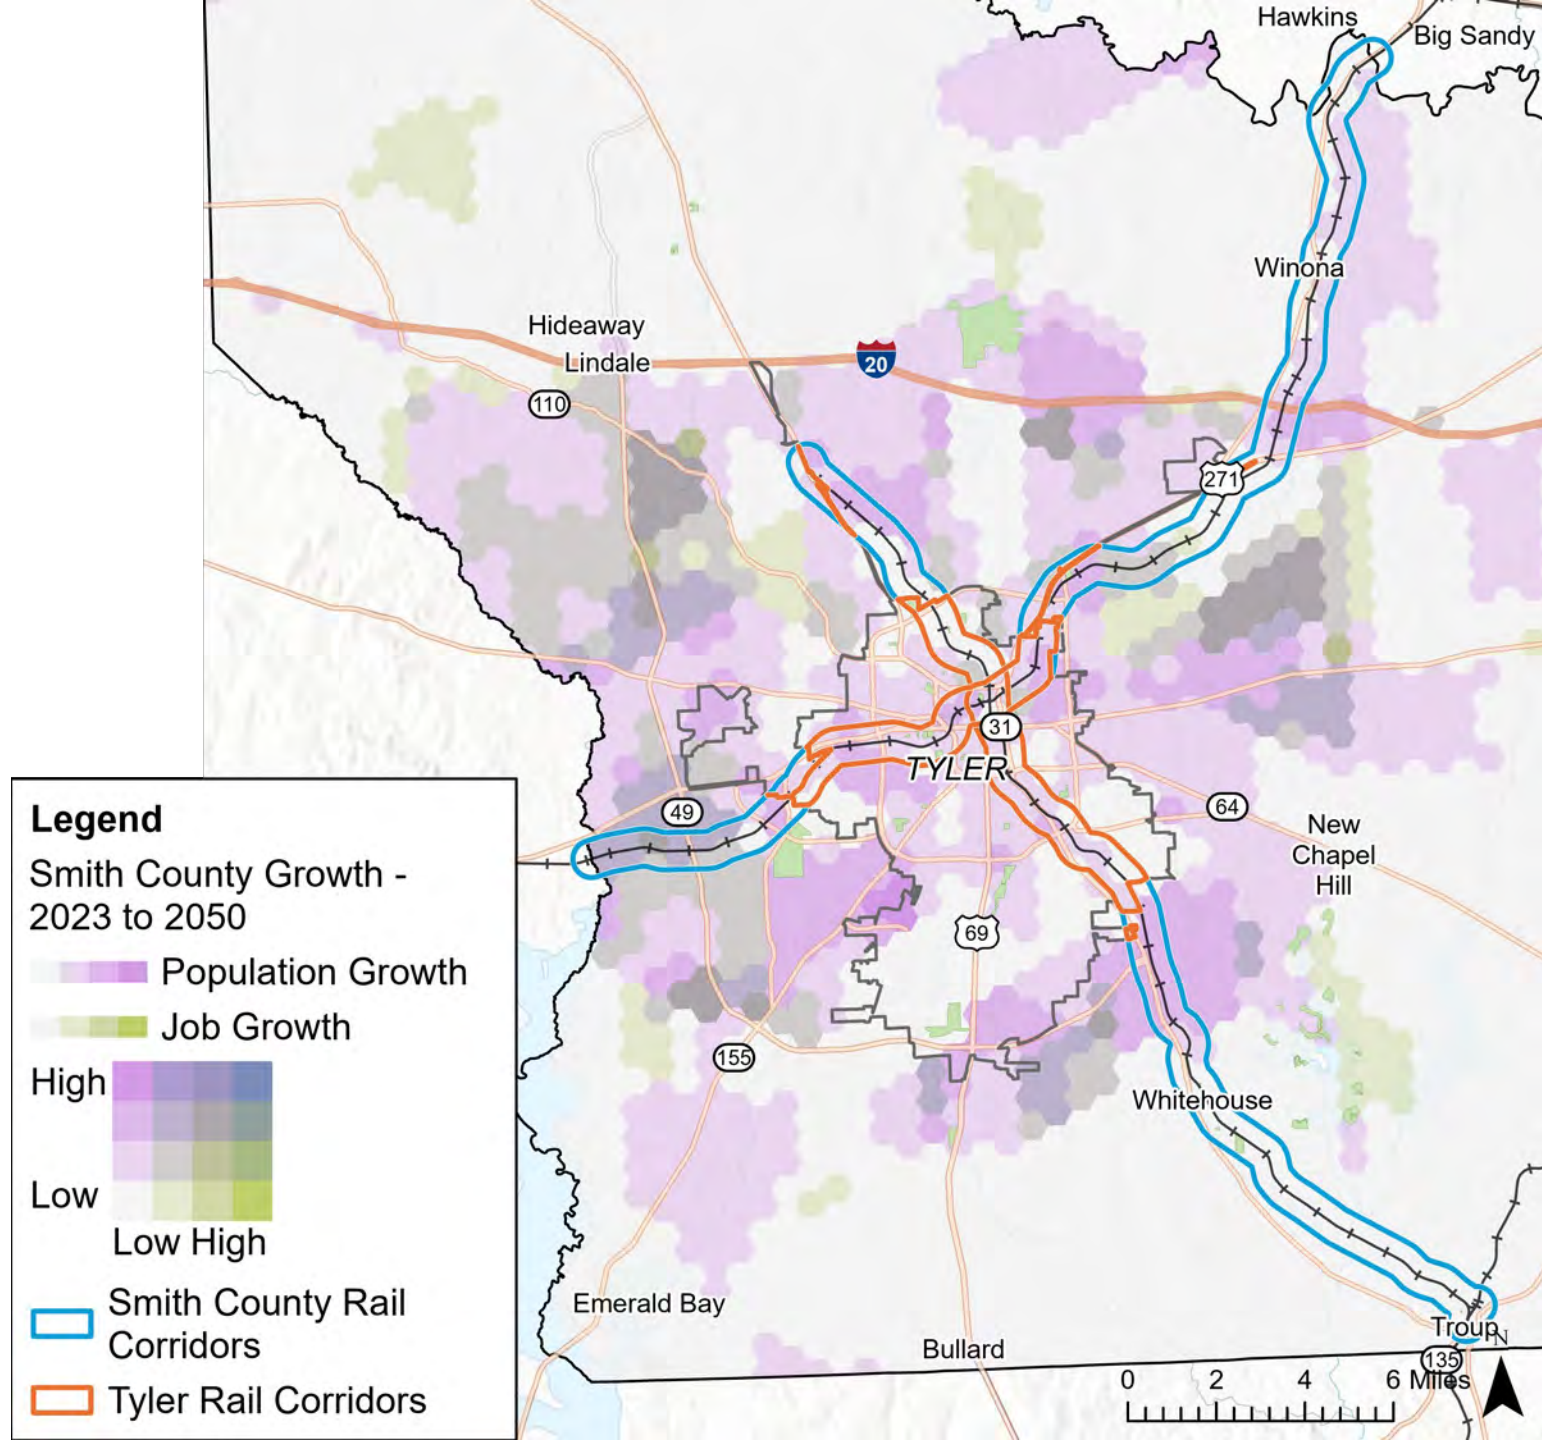 Hawkins
Big Sandy
Winona
Hideaway
Lindale
20
110
271
31
TYLER
49
64
New
Chapel
Hill
69
155
Whitehouse
Emerald Bay
Bullard
Troup
135
N
0 2 4 6 Miles
Legend
Smith County Growth -
2023 to 2050
Population Growth
Job Growth
High
Low
Low High
Smith County Rail
Corridors
Tyler Rail Corridors